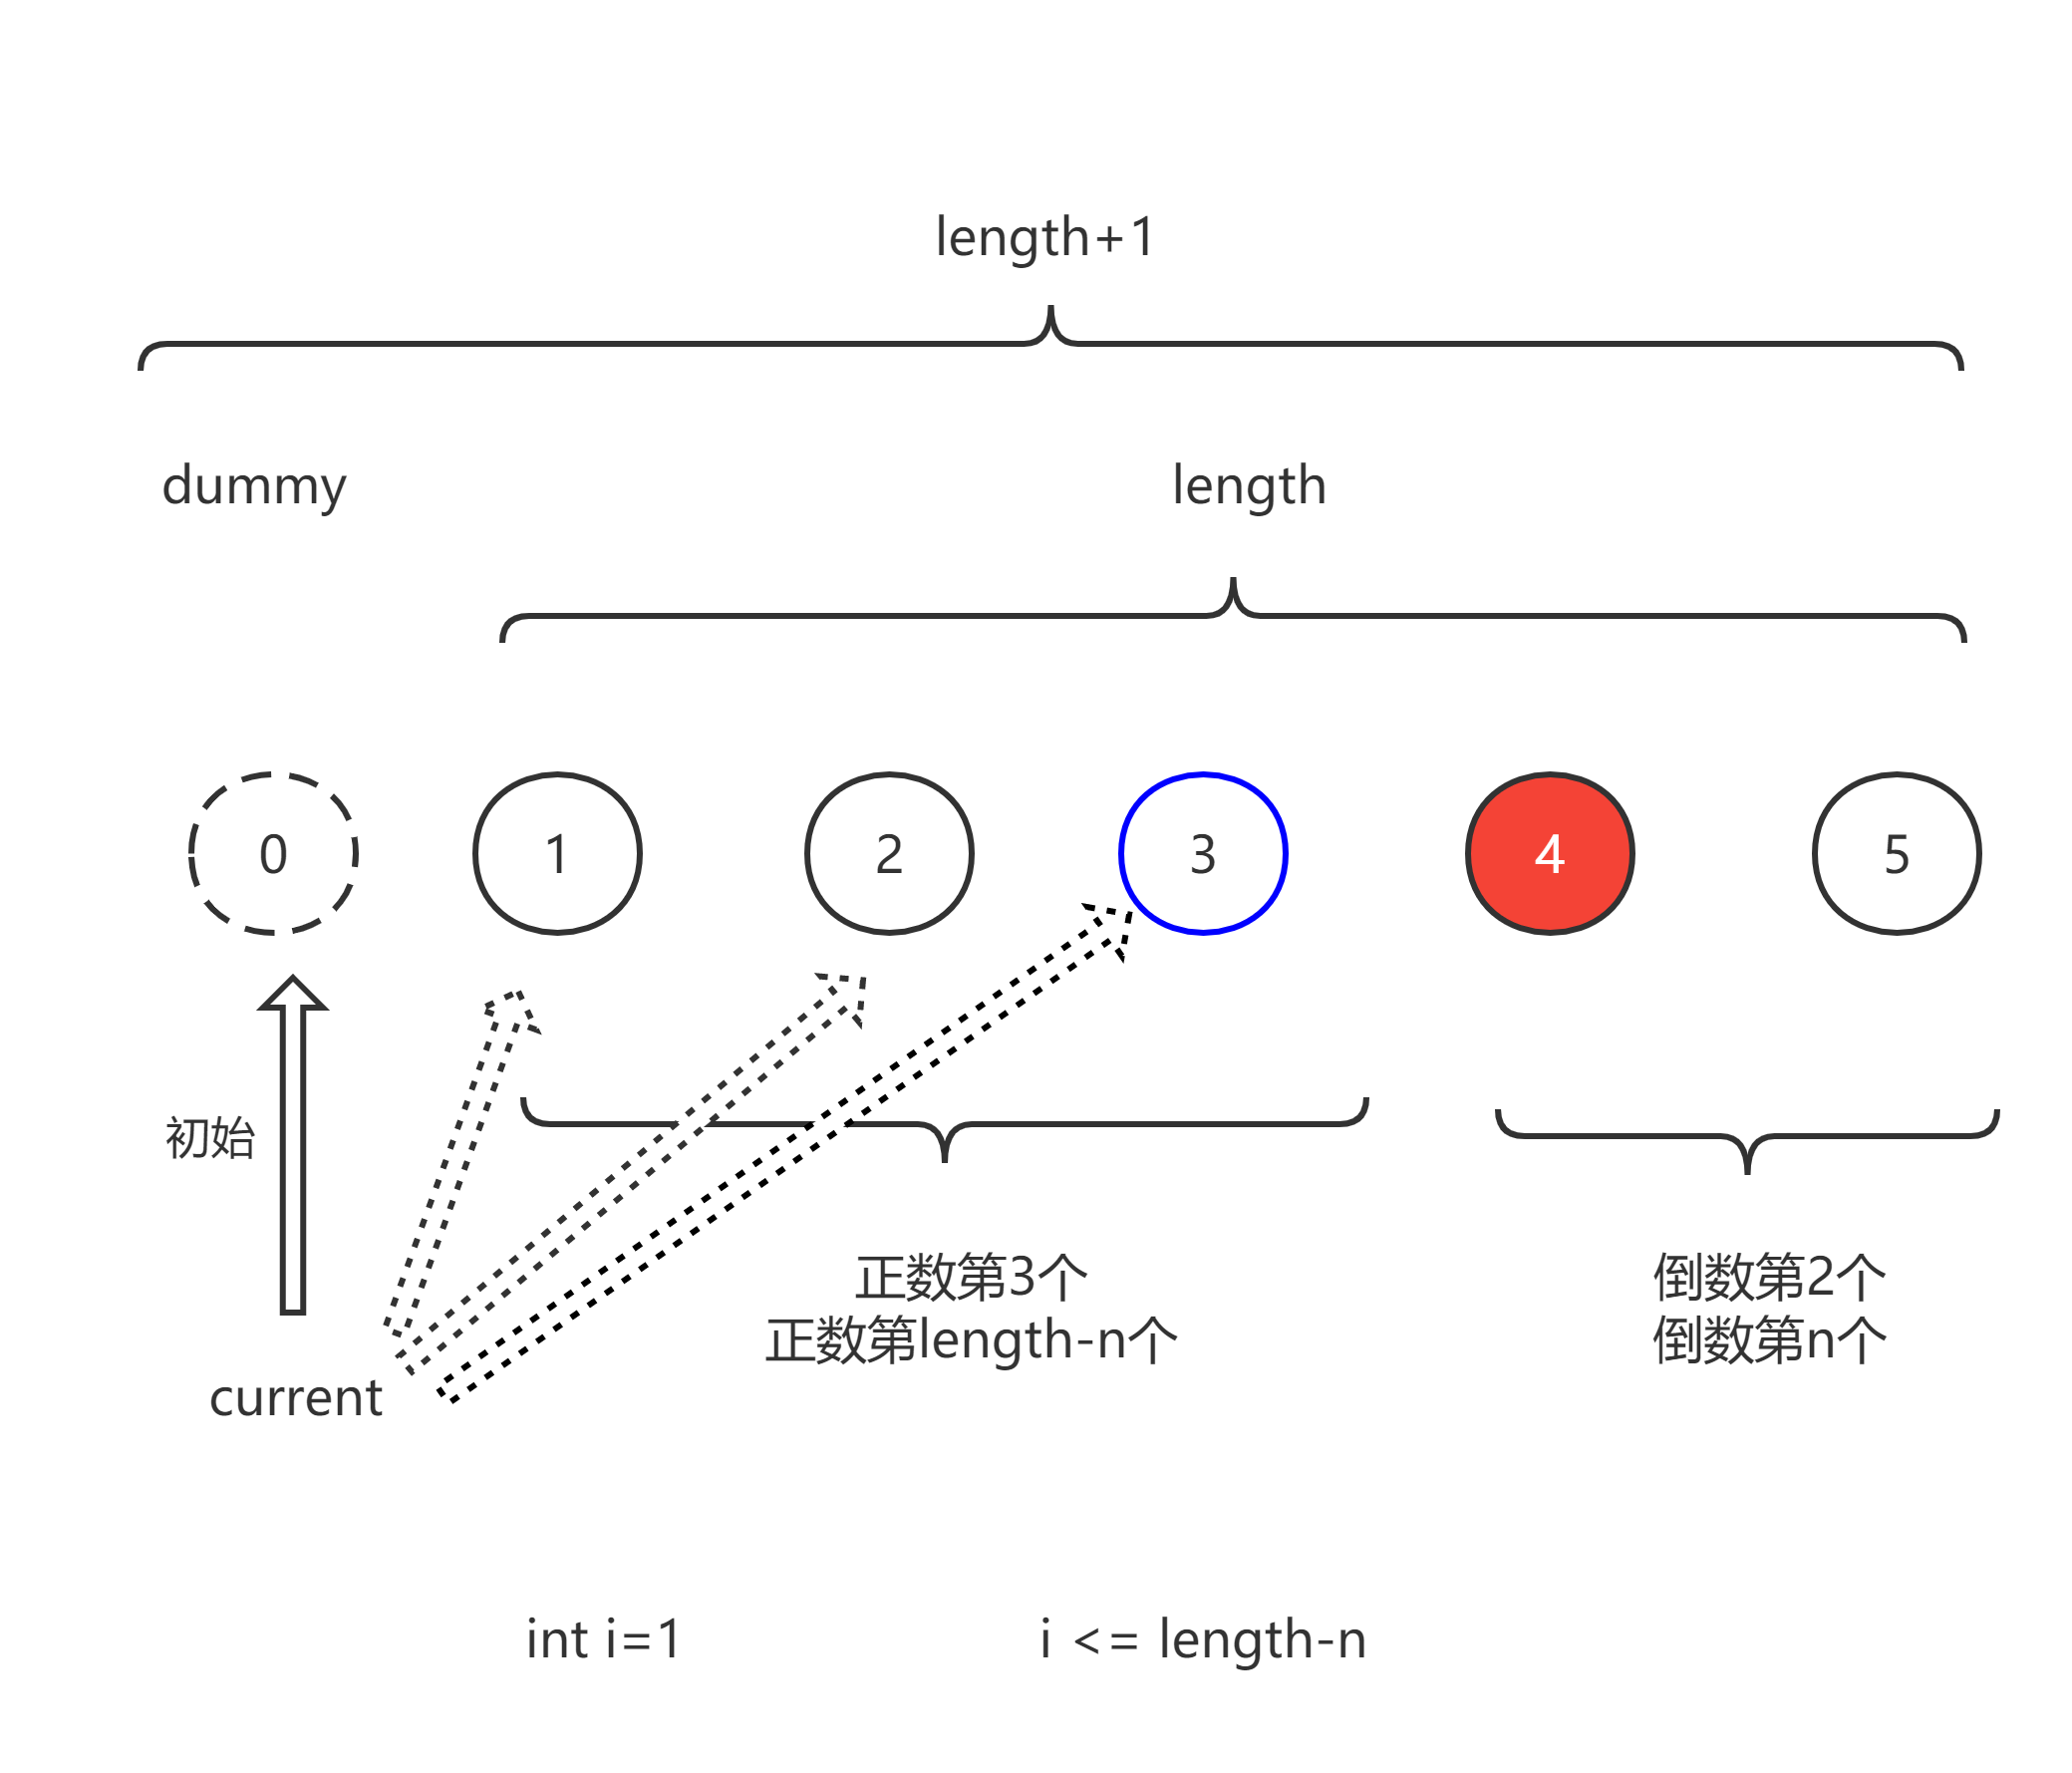 length+1
dummy
length
0
1
2
3
4
5
初始
正数第3个
正数第length-n个
倒数第2个
倒数第n个
current
int i=1
i <= length-n